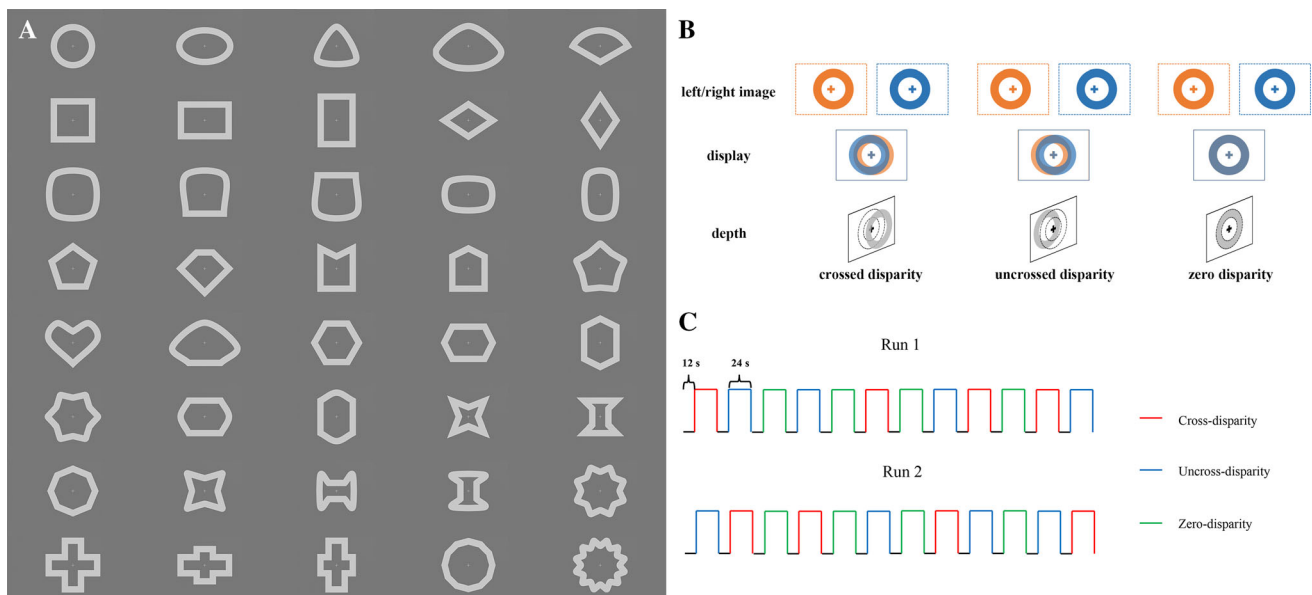 A
B
left/right image
display
depth
crossed disparity uncrossed disparity zero disparity
C
Run 1
12 s 24 s
Cross-disparity
Uncross-disparity
Run 2
Zero-disparity